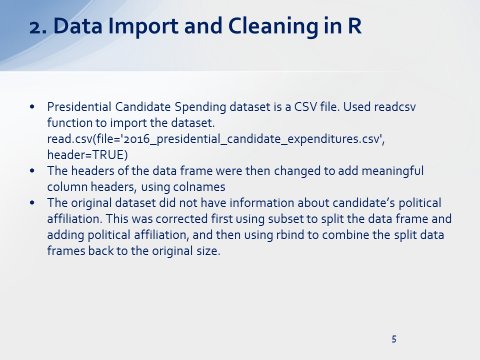 2. Data Import and Cleaning in R
• Presidential Candidate Spending dataset is a CSV file. Used readcsv
function to import the dataset.
read.csv(file='2016_presidential_candidate_expenditures.csv',
header=TRUE)
• The headers of the data frame were then changed to add meaningful
column headers, using colnames
• The original dataset did not have information about candidate's political
affiliation. This was corrected first using subset to split the data frame and
adding political affiliation, and then using rbind to combine the split data
frames back to the original size.
5